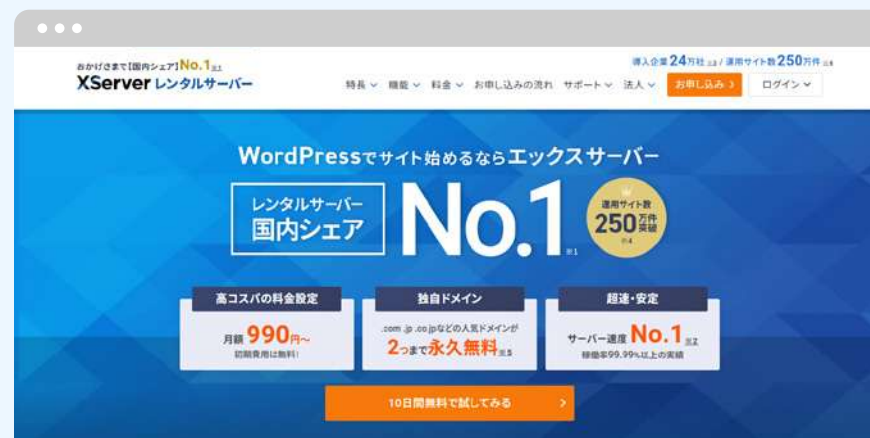 おかげさまで【国内シェア】No.1※1
XServer レンタルサーバー
導入企業24万社※3 / 運用サイト数250万件※4
特長 機能 料金 お申し込みの流れ サポート 法人 お申し込み ログイン
WordPressでサイト始めるならエックスサーバー
レンタルサーバー
国内シェア
No.1
※1
運用サイト数
250万件突破
※4
高コスパの料金設定
月額 990円~
初期費用は無料!
独自ドメイン
.com .jp .co.jpなどの人気ドメインが
2つまで永久無料※5
超速・安定
サーバー速度 No.1※2
稼働率99.99%以上の実績
10日間無料で試してみる